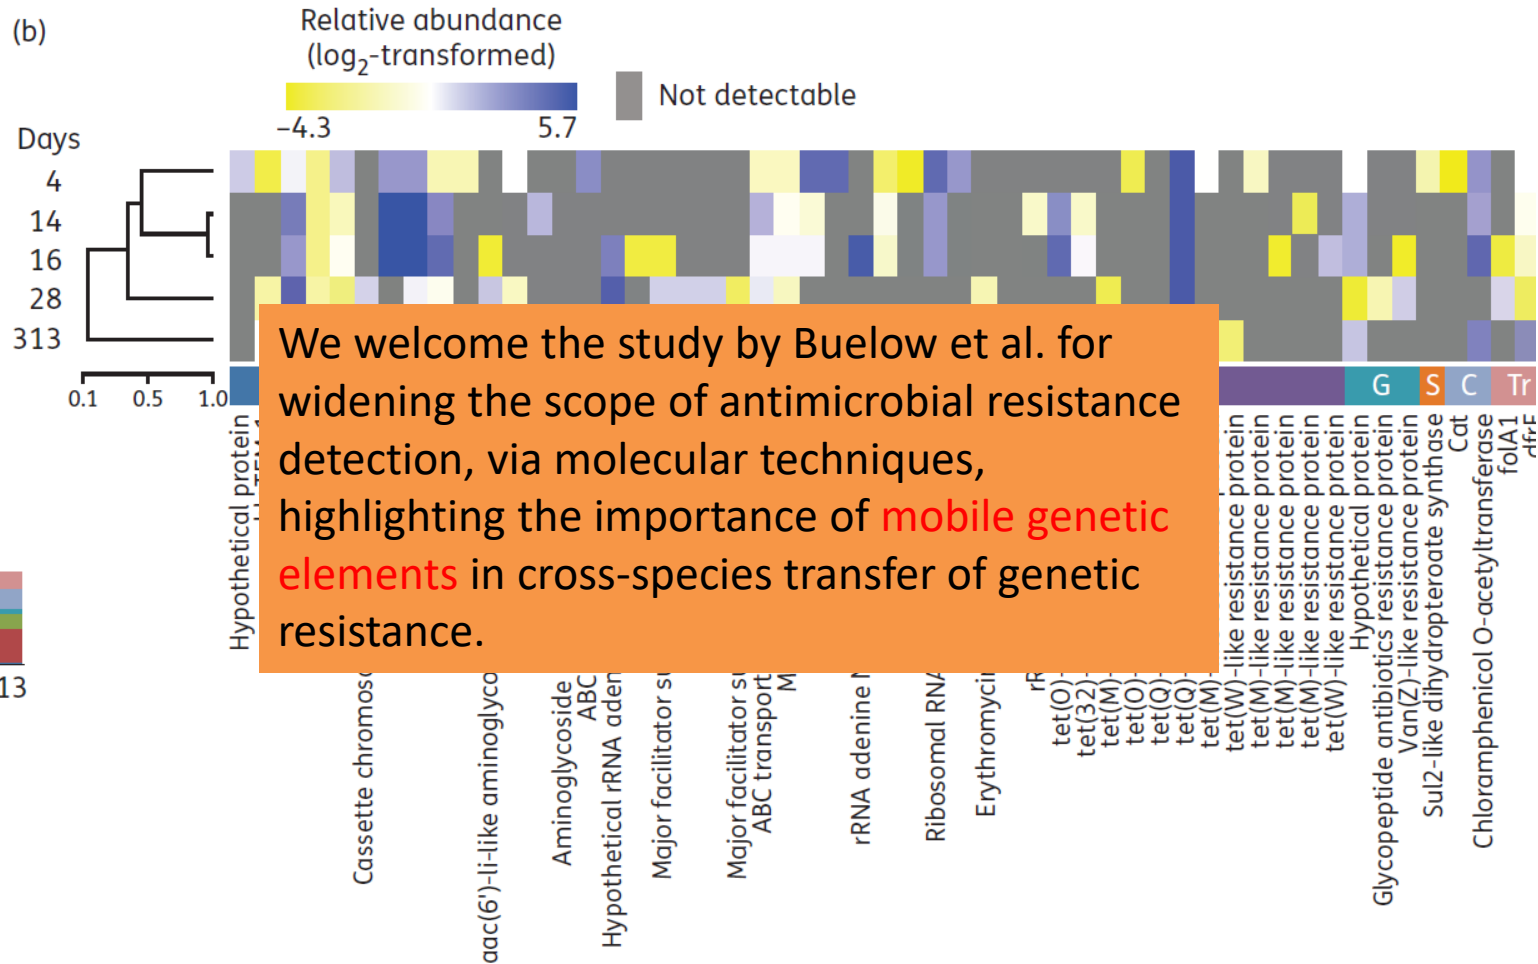 (b)
Relative abundance
(log2-transformed)
−4.3
5.7
Not detectable
Days
4
14
16
28
313
0.1
0.5
1.0
G
S
C
Tr
We welcome the study by Buelow et al. for
widening the scope of antimicrobial resistance
detection, via molecular techniques,
highlighting the importance of mobile genetic
elements in cross-species transfer of genetic
resistance.
13
Hypothetical protein
Cassette chromoso
aac(6')-Ii-like aminoglyco
Aminoglycoside
ABC
Hypothetical rRNA aden
Major facilitator su
Major facilitator su
ABC transport
M
rRNA adenine N
Ribosomal RNA
Erythromycin
rR
tet(O)-
tet(32)-
tet(M)-
tet(O)-
tet(Q)-
tet(Q)-
tet(M)-
tet(W)-like resistance protein
tet(M)-like resistance protein
tet(M)-like resistance protein
tet(M)-like resistance protein
tet(W)-like resistance protein
Hypothetical protein
Glycopeptide antibiotics resistance protein
Van(Z)-like resistance protein
Sul2-like dihydropteroate synthase
Cat
Chloramphenicol O-acetyltransferase
folA1
dfrF